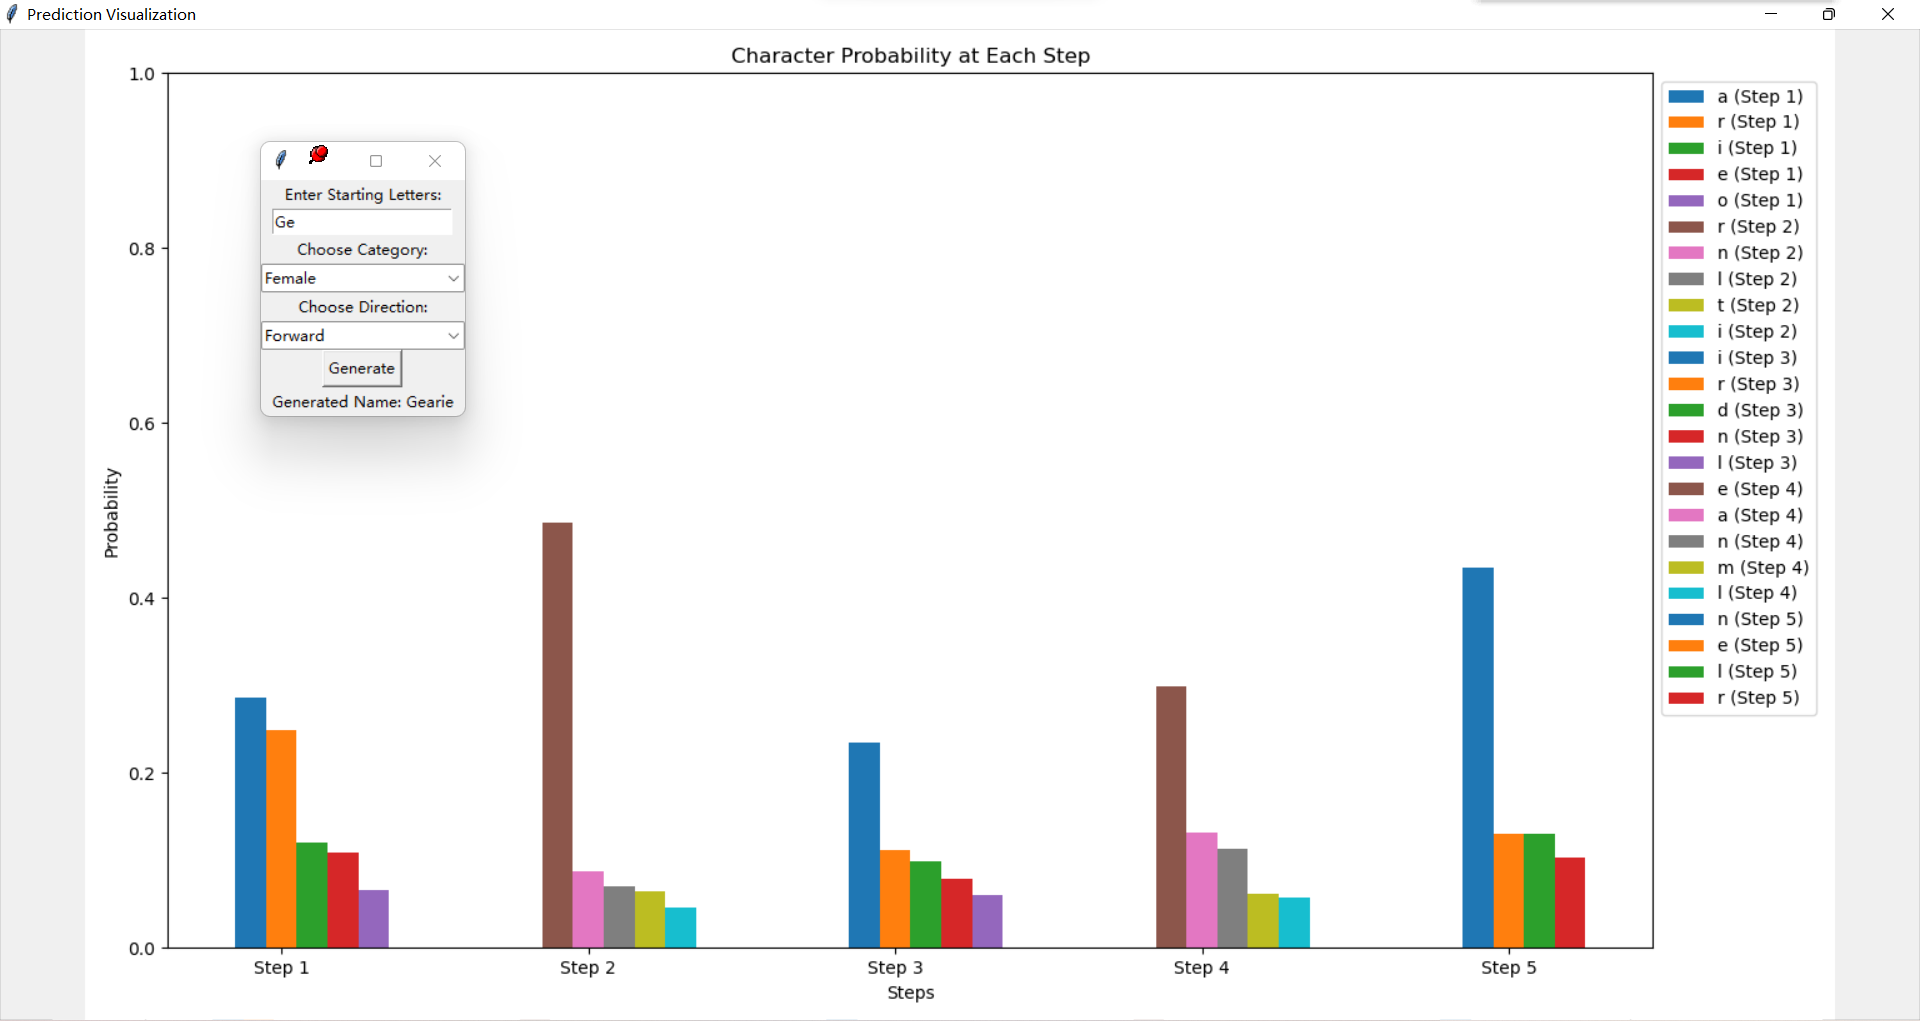 Prediction Visualization
Character Probability at Each Step
1.0
0.8
0.6
0.4
0.2
0.0
Probability
Enter Starting Letters:
Ge
Choose Category:
Female
Choose Direction:
Forward
Generate
Generated Name: Gearie
Step 1
Step 2
Step 3
Step 4
Step 5
Steps
a (Step 1)
r (Step 1)
i (Step 1)
e (Step 1)
o (Step 1)
r (Step 2)
n (Step 2)
l (Step 2)
t (Step 2)
i (Step 2)
i (Step 3)
r (Step 3)
d (Step 3)
n (Step 3)
l (Step 3)
e (Step 4)
a (Step 4)
n (Step 4)
m (Step 4)
l (Step 4)
n (Step 5)
e (Step 5)
l (Step 5)
r (Step 5)